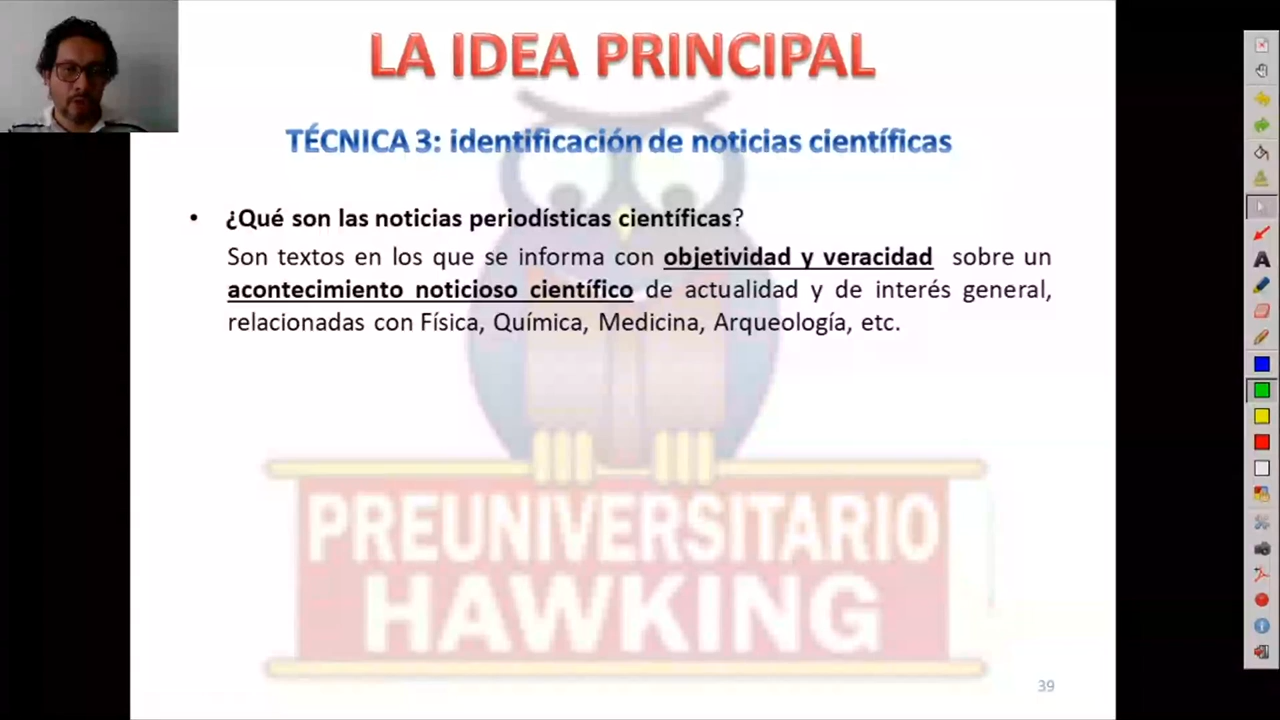 LA IDEA PRINCIPAL
TÉCNICA 3: identificación de noticias científicas
• ¿Qué son las noticias periodísticas científicas?
Son textos en los que se informa con objetividad y veracidad sobre un
acontecimiento noticioso científico de actualidad y de interés general,
relacionadas con Física, Química, Medicina, Arqueología, etc.
PREUNIVERSITARIO
HAWKING
39